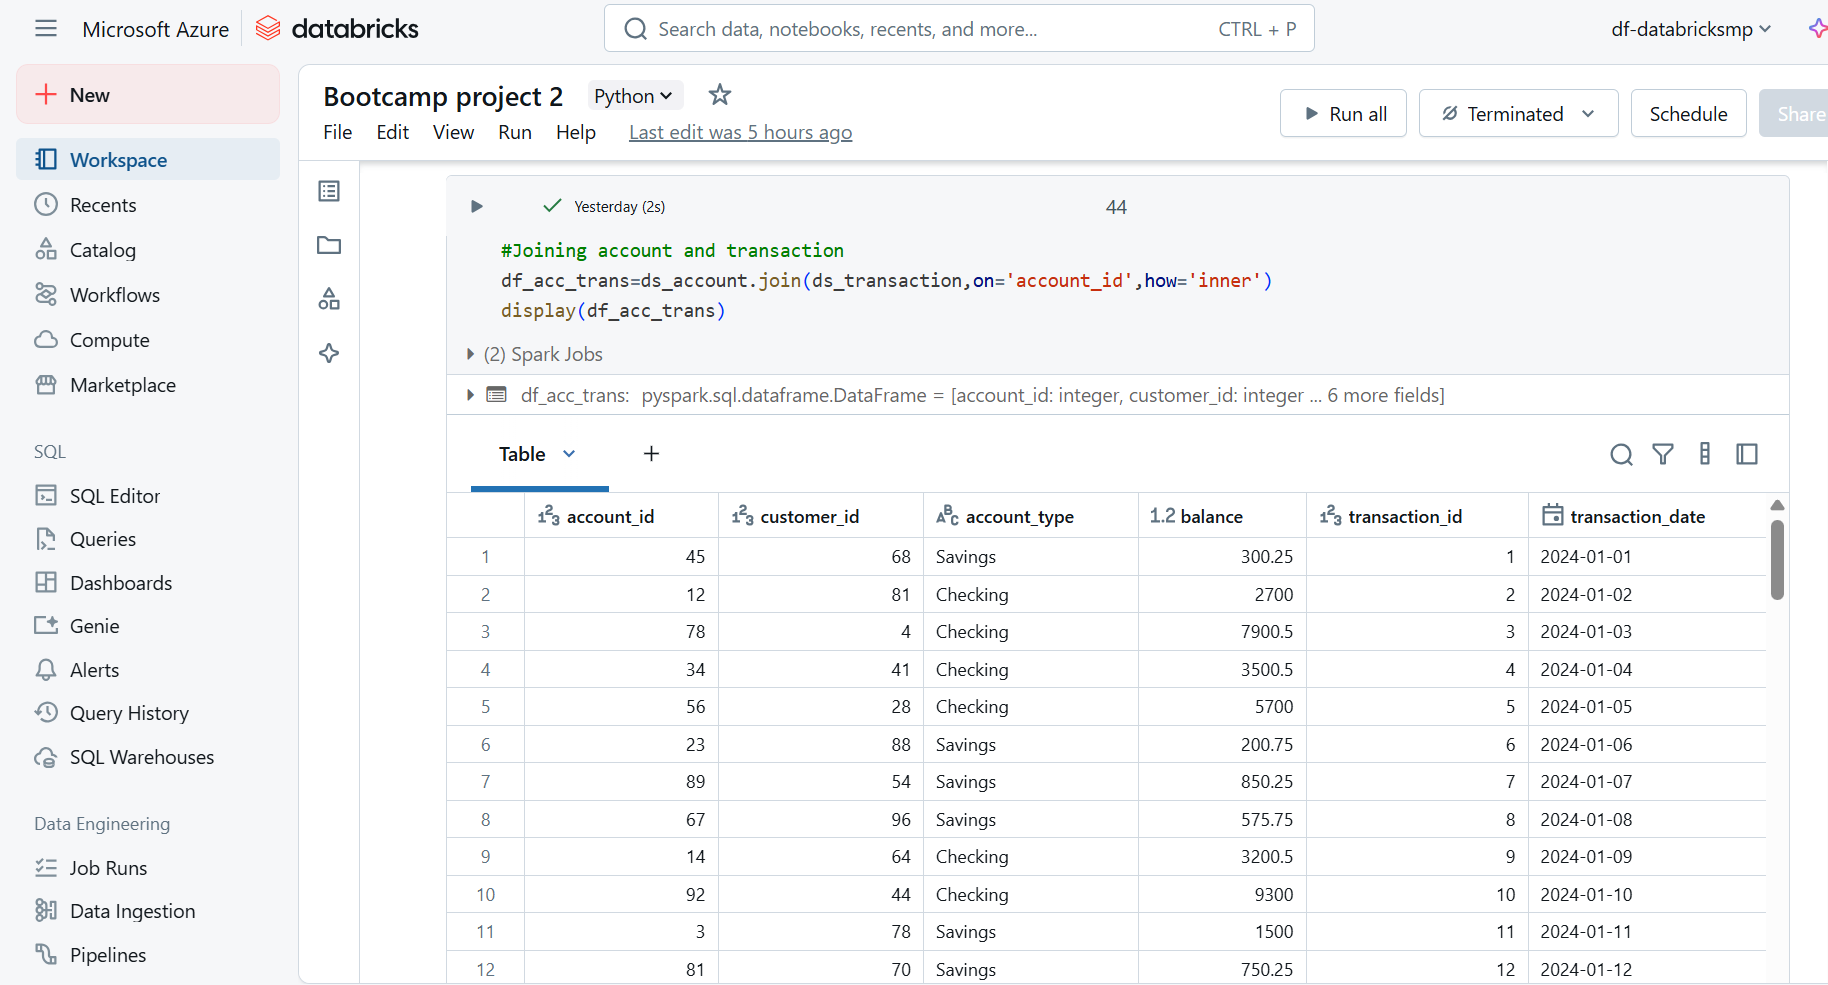 Microsoft Azure databricks
Search data, notebooks, recents, and more... CTRL + P
df-databricksmp
New
Workspace
Recents
Catalog
Workflows
Compute
Marketplace
SQL
SQL Editor
Queries
Dashboards
Genie
Alerts
Query History
SQL Warehouses
Data Engineering
Job Runs
Data Ingestion
Pipelines
Bootcamp project 2 Python
File Edit View Run Help Last edit was 5 hours ago
Run all Terminated Schedule Share
Yesterday (2s) 44
#Joining account and transaction
df_acc_trans=ds_account.join(ds_transaction,on='account_id',how='inner')
display(df_acc_trans)
(2) Spark Jobs
df_acc_trans: pyspark.sql.dataframe.DataFrame = [account_id: integer, customer_id: integer ... 6 more fields]
Table +
123 account_id 123 customer_id ABC account_type 1.2 balance 123 transaction_id transaction_date
1 45 68 Savings 300.25 1 2024-01-01
2 12 81 Checking 2700 2 2024-01-02
3 78 4 Checking 7900.5 3 2024-01-03
4 34 41 Checking 3500.5 4 2024-01-04
5 56 28 Checking 5700 5 2024-01-05
6 23 88 Savings 200.75 6 2024-01-06
7 89 54 Savings 850.25 7 2024-01-07
8 67 96 Savings 575.75 8 2024-01-08
9 14 64 Checking 3200.5 9 2024-01-09
10 92 44 Checking 9300 10 2024-01-10
11 3 78 Savings 1500 11 2024-01-11
12 81 70 Savings 750.25 12 2024-01-12